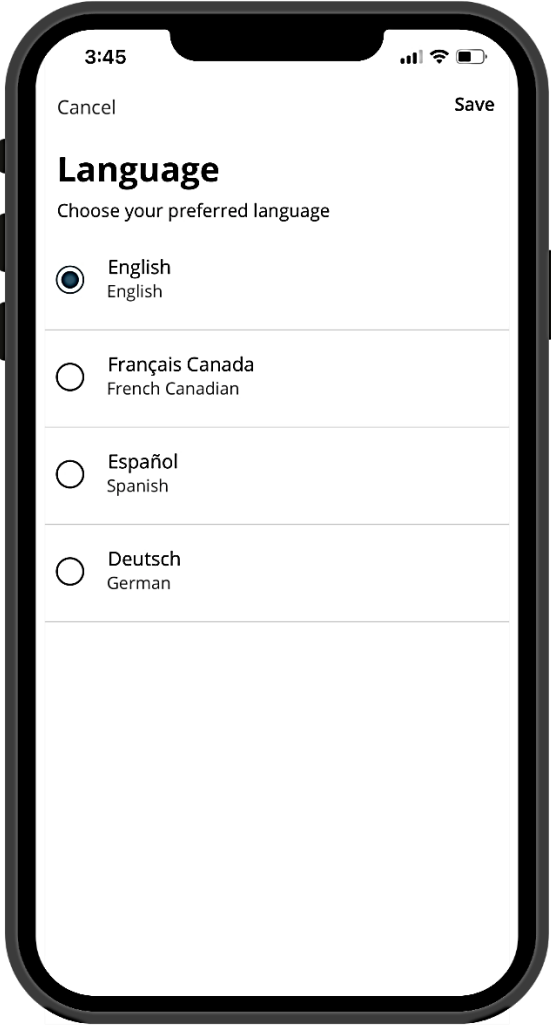 3:45
Cancel
Save
Language
Choose your preferred language
English
English
Français Canada
French Canadian
Español
Spanish
Deutsch
German